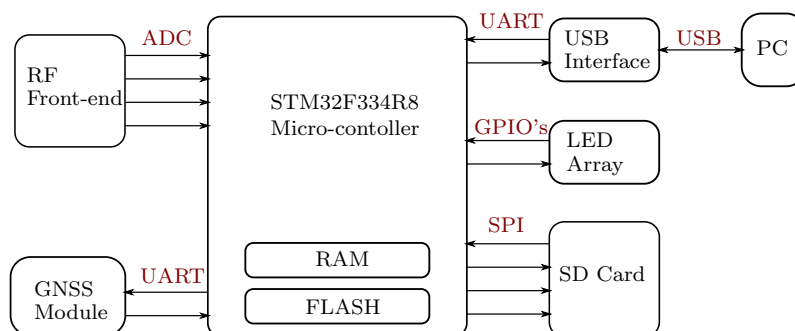 ADC
RF
Front-end
STM32F334R8
Micro-contoller
UART
USB
Interface
USB
PC
GPIO's
LED
Array
SPI
SD Card
RAM
FLASH
UART
GNSS
Module